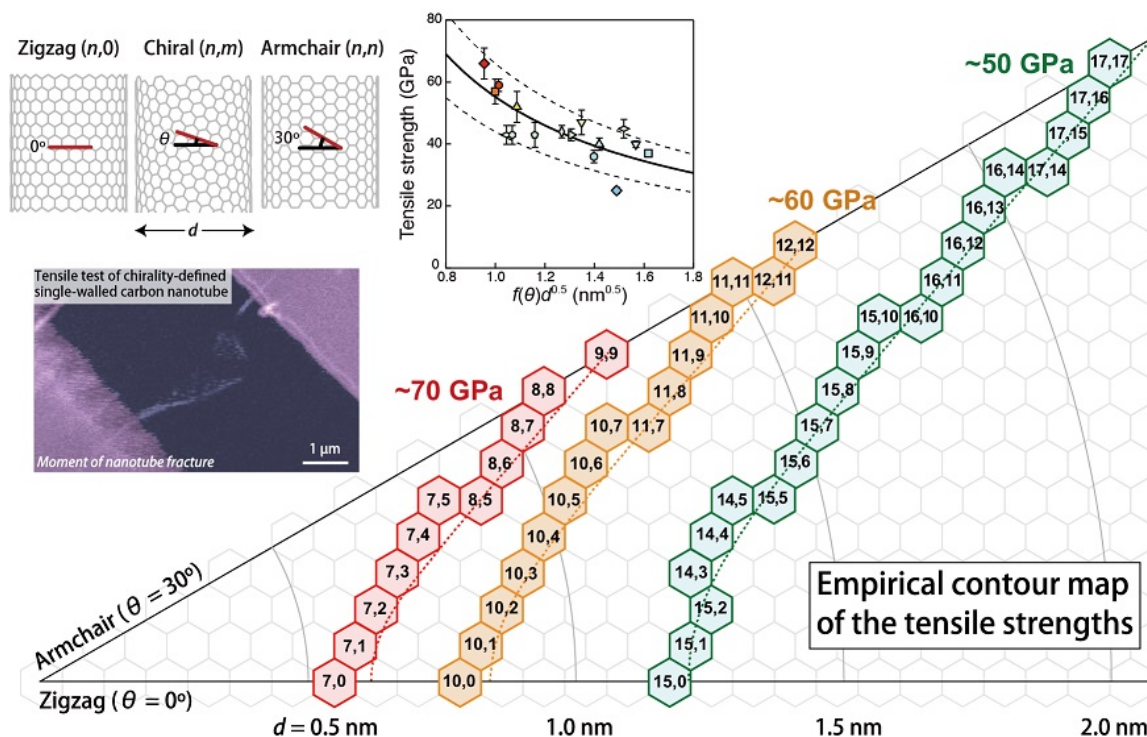 Zigzag (n,0)
Chiral (n,m)
Armchair (n,n)
0º
θ
30º
d
Tensile test of chirality-defined
single-walled carbon nanotube
Moment of nanotube fracture
1 μm
Tensile strength (GPa)
80
60
40
20
0
0.8 1.0 1.2 1.4 1.6 1.8
f(θ)d^0.5 (nm^0.5)
~70 GPa
~60 GPa
~50 GPa
9,9
8,8
8,7
8,6
7,5 8,5
7,4
7,3
7,2
7,1
7,0
12,12
11,11 12,11
11,10
11,9
11,8
10,7 11,7
10,6
10,5
10,4
10,3
10,2
10,1
10,0
17,17
17,16
17,15
16,14 17,14
16,13
16,12
16,11
15,10 16,10
15,9
15,8
15,7
15,6
14,5 15,5
14,4
14,3
15,2
15,1
15,0
Armchair (θ = 30º)
Zigzag (θ = 0º)
Empirical contour map
of the tensile strengths
d = 0.5 nm
1.0 nm
1.5 nm
2.0 nm